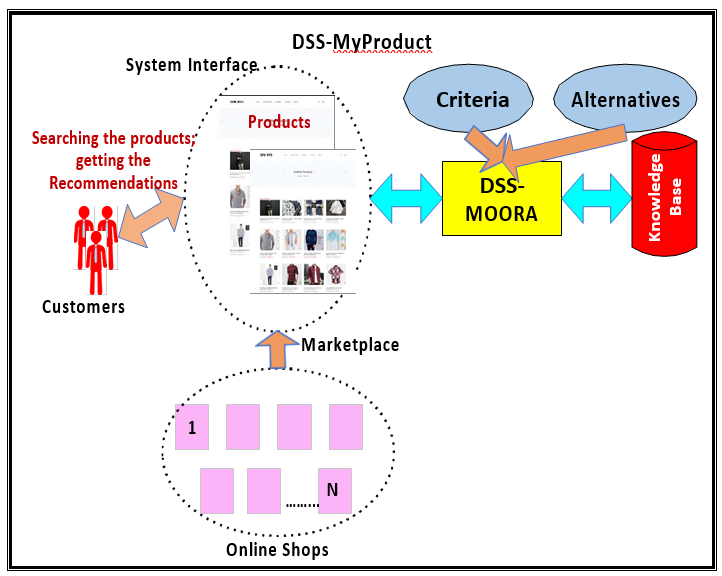 DSS-MyProduct
System Interface
Criteria
Alternatives
Products
Searching the products;
getting the
Recommendations
DSS-
MOORA
Knowledge
Base
Customers
Marketplace
1
......... N
Online Shops